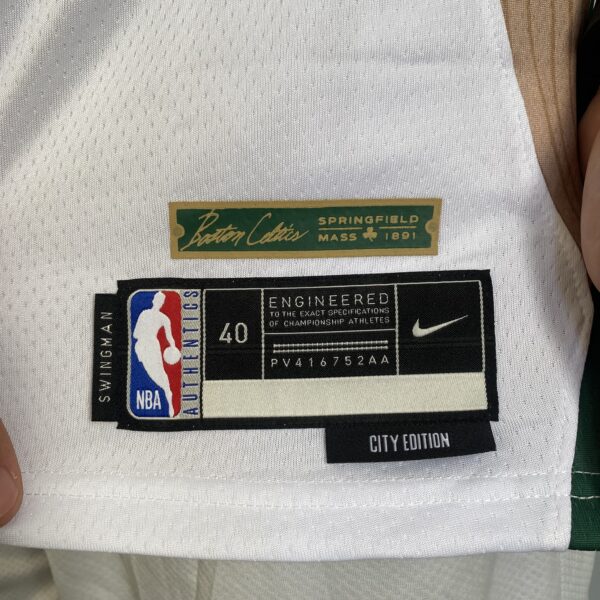 Boston Celtics
SPRINGFIELD
MASS ☘ 1891
SWINGMAN
NBA
AUTHENTICS
40
ENGINEERED
TO THE EXACT SPECIFICATIONS
OF CHAMPIONSHIP ATHLETES
PV416752AA
CITY EDITION